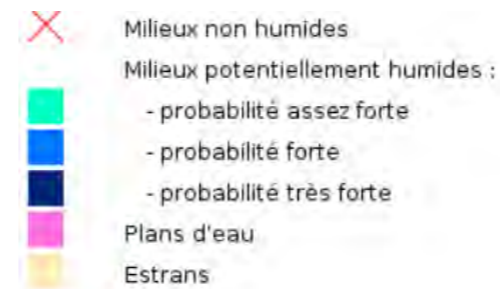 Milieux non humides
Milieux potentiellement humides :
- probabilité assez forte
- probabilité forte
- probabilité très forte
Plans d'eau
Estrans